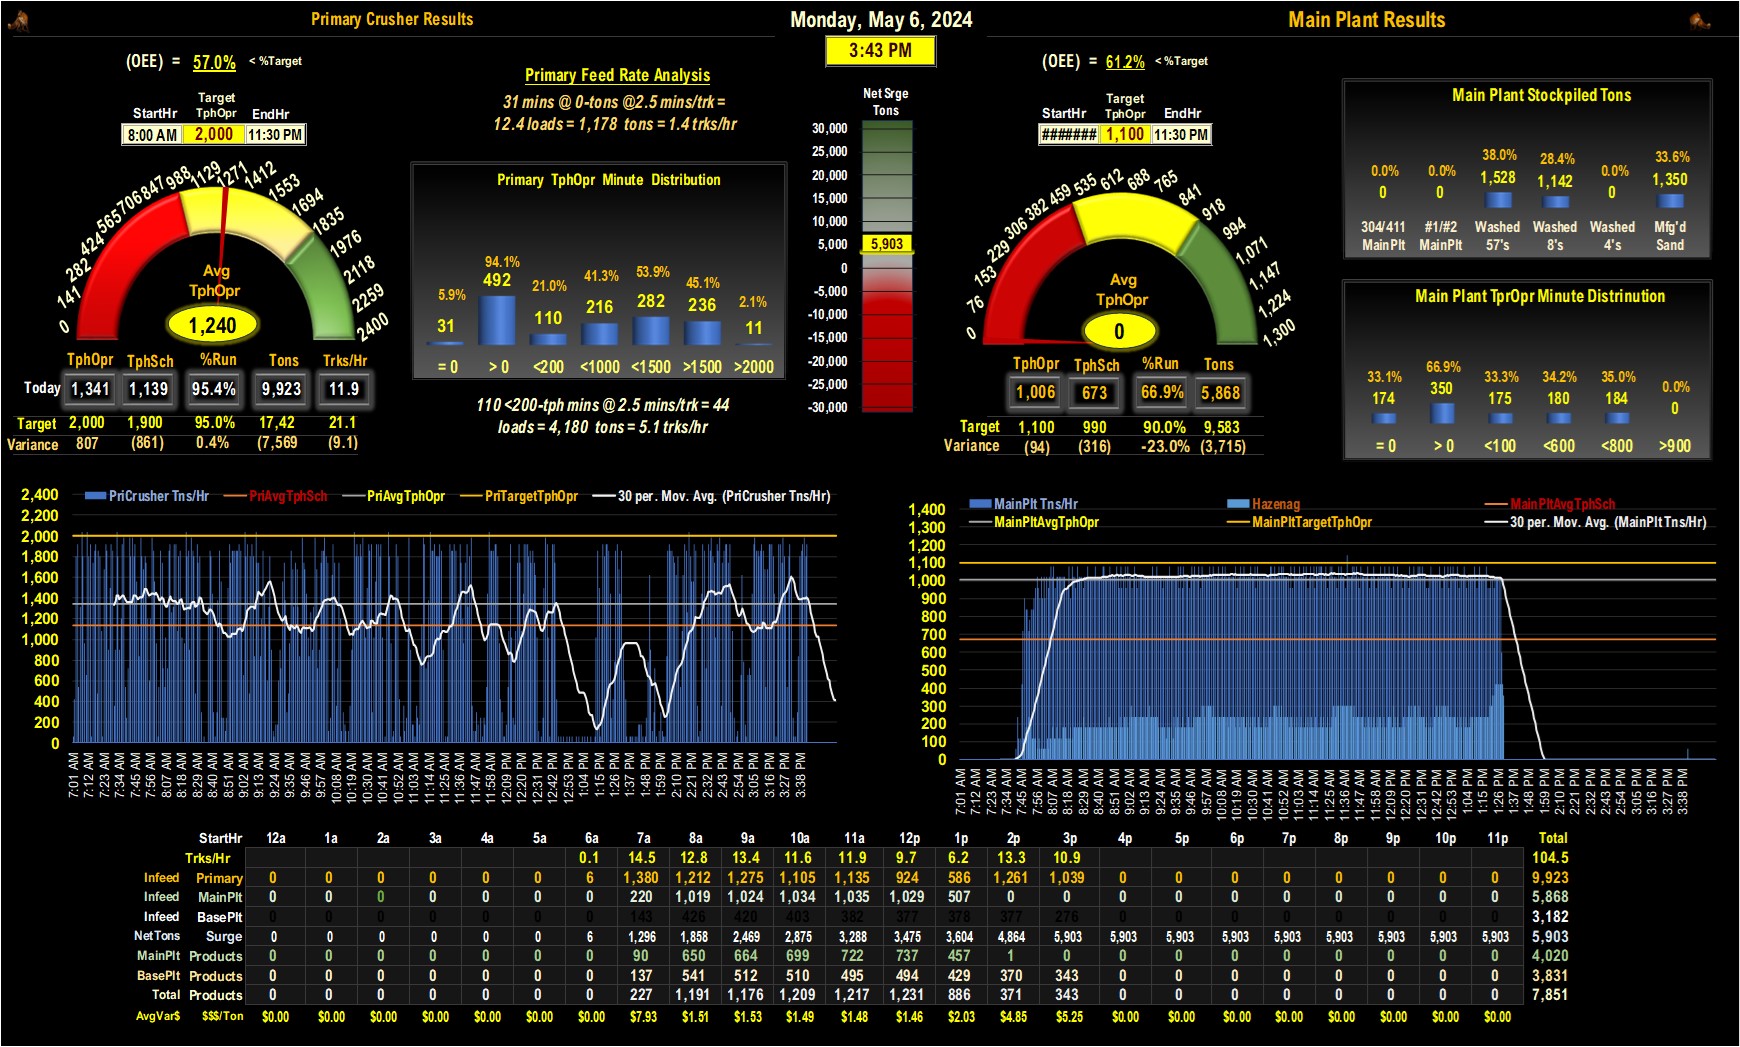 Primary Crusher Results
Monday, May 6, 2024
Main Plant Results
3:43 PM
(OEE) = 57.0% < %Target
StartHr Target TphOpr EndHr
8:00 AM 2,000 11:30 PM
0 141 282 424 565 706 847 988 1129 1271 1412 1553 1694 1835 1976 2118 2259 2400
Avg
TphOpr
1,240
TphOpr TphSch %Run Tons Trks/Hr
Today 1,341 1,139 95.4% 9,923 11.9
Target 2,000 1,900 95.0% 17,42 21.1
Variance 807 (861) 0.4% (7,569 (9.1)
Primary Feed Rate Analysis
31 mins @ 0-tons @2.5 mins/trk =
12.4 loads = 1,178 tons = 1.4 trks/hr
Primary TphOpr Minute Distribution
5.9% 94.1% 21.0% 41.3% 53.9% 45.1% 2.1%
31 492 110 216 282 236 11
= 0 > 0 <200 <1000 <1500 >1500 >2000
110 <200-tph mins @ 2.5 mins/trk = 44
loads = 4,180 tons = 5.1 trks/hr
Net Srge
Tons
30,000
25,000
20,000
15,000
10,000
5,000
5,903
0
-5,000
-10,000
-15,000
-20,000
-25,000
-30,000
(OEE) = 61.2% < %Target
StartHr Target TphOpr EndHr
####### 1,100 11:30 PM
0 76 153 229 306 382 459 535 612 688 765 841 918 994 1,071 1,147 1,224 1,300
Avg
TphOpr
0
TphOpr TphSch %Run Tons
1,006 673 66.9% 5,868
Target 1,100 990 90.0% 9,583
Variance (94) (316) -23.0% (3,715)
Main Plant Stockpiled Tons
0.0% 0.0% 38.0% 28.4% 0.0% 33.6%
0 0 1,528 1,142 0 1,350
304/411 #1/#2 Washed Washed Washed Mfg'd
MainPlt MainPlt 57's 8's 4's Sand
Main Plant TprOpr Minute Distrinution
33.1% 66.9% 33.3% 34.2% 35.0% 0.0%
174 350 175 180 184 0
= 0 > 0 <100 <600 <800 >900
PriCrusher Tns/Hr PriAvgTphSch PriAvgTphOpr PriTargetTphOpr 30 per. Mov. Avg. (PriCrusher Tns/Hr)
2,400
2,200
2,000
1,800
1,600
1,400
1,200
1,000
800
600
400
200
0
7:01 AM 7:12 AM 7:23 AM 7:34 AM 7:45 AM 7:56 AM 8:07 AM 8:18 AM 8:29 AM 8:40 AM 8:51 AM 9:02 AM 9:13 AM 9:24 AM 9:35 AM 9:46 AM 9:57 AM 10:08 AM 10:19 AM 10:30 AM 10:41 AM 10:52 AM 11:03 AM 11:14 AM 11:25 AM 11:36 AM 11:47 AM 11:58 AM 12:09 PM 12:20 PM 12:31 PM 12:42 PM 12:53 PM 1:04 PM 1:15 PM 1:26 PM 1:37 PM 1:48 PM 1:59 PM 2:10 PM 2:21 PM 2:32 PM 2:43 PM 2:54 PM 3:05 PM 3:16 PM 3:27 PM 3:38 PM
MainPlt Tns/Hr Hazenag MainPltAvgTphSch
MainPltAvgTphOpr MainPltTargetTphOpr 30 per. Mov. Avg. (MainPlt Tns/Hr)
1,400
1,300
1,200
1,100
1,000
900
800
700
600
500
400
300
200
100
0
7:01 AM 7:12 AM 7:23 AM 7:34 AM 7:45 AM 7:56 AM 8:07 AM 8:18 AM 8:29 AM 8:40 AM 8:51 AM 9:02 AM 9:13 AM 9:24 AM 9:35 AM 9:46 AM 9:57 AM 10:08 AM 10:19 AM 10:30 AM 10:41 AM 10:52 AM 11:03 AM 11:14 AM 11:25 AM 11:36 AM 11:47 AM 11:58 AM 12:09 PM 12:20 PM 12:31 PM 12:42 PM 12:53 PM 1:04 PM 1:15 PM 1:26 PM 1:37 PM 1:48 PM 1:59 PM 2:10 PM 2:21 PM 2:32 PM 2:43 PM 2:54 PM 3:05 PM 3:16 PM 3:27 PM 3:38 PM
StartHr 12a 1a 2a 3a 4a 5a 6a 7a 8a 9a 10a 11a 12p 1p 2p 3p 4p 5p 6p 7p 8p 9p 10p 11p Total
Trks/Hr 0.1 14.5 12.8 13.4 11.6 11.9 9.7 6.2 13.3 10.9 104.5
Infeed Primary 0 0 0 0 0 0 6 1,380 1,212 1,275 1,105 1,135 924 586 1,261 1,039 0 0 0 0 0 0 0 0 9,923
Infeed MainPlt 0 0 0 0 0 0 0 220 1,019 1,024 1,034 1,035 1,029 507 0 0 0 0 0 0 0 0 0 0 5,868
Infeed BasePlt 0 0 0 0 0 0 0 143 426 420 403 382 377 378 377 276 0 0 0 0 0 0 0 0 3,182
NetTons Surge 0 0 0 0 0 0 6 1,296 1,858 2,469 2,875 3,288 3,475 3,604 4,864 5,903 5,903 5,903 5,903 5,903 5,903 5,903 5,903 5,903 5,903
MainPlt Products 0 0 0 0 0 0 0 90 650 664 699 722 737 457 1 0 0 0 0 0 0 0 0 0 4,020
BasePlt Products 0 0 0 0 0 0 0 137 541 512 510 495 494 429 370 343 0 0 0 0 0 0 0 0 3,831
Total Products 0 0 0 0 0 0 0 227 1,191 1,176 1,209 1,217 1,231 886 371 343 0 0 0 0 0 0 0 0 7,851
AvgVar$ $$$/Ton $0.00 $0.00 $0.00 $0.00 $0.00 $0.00 $0.00 $7.93 $1.51 $1.53 $1.49 $1.48 $1.46 $2.03 $4.85 $5.25 $0.00 $0.00 $0.00 $0.00 $0.00 $0.00 $0.00 $0.00